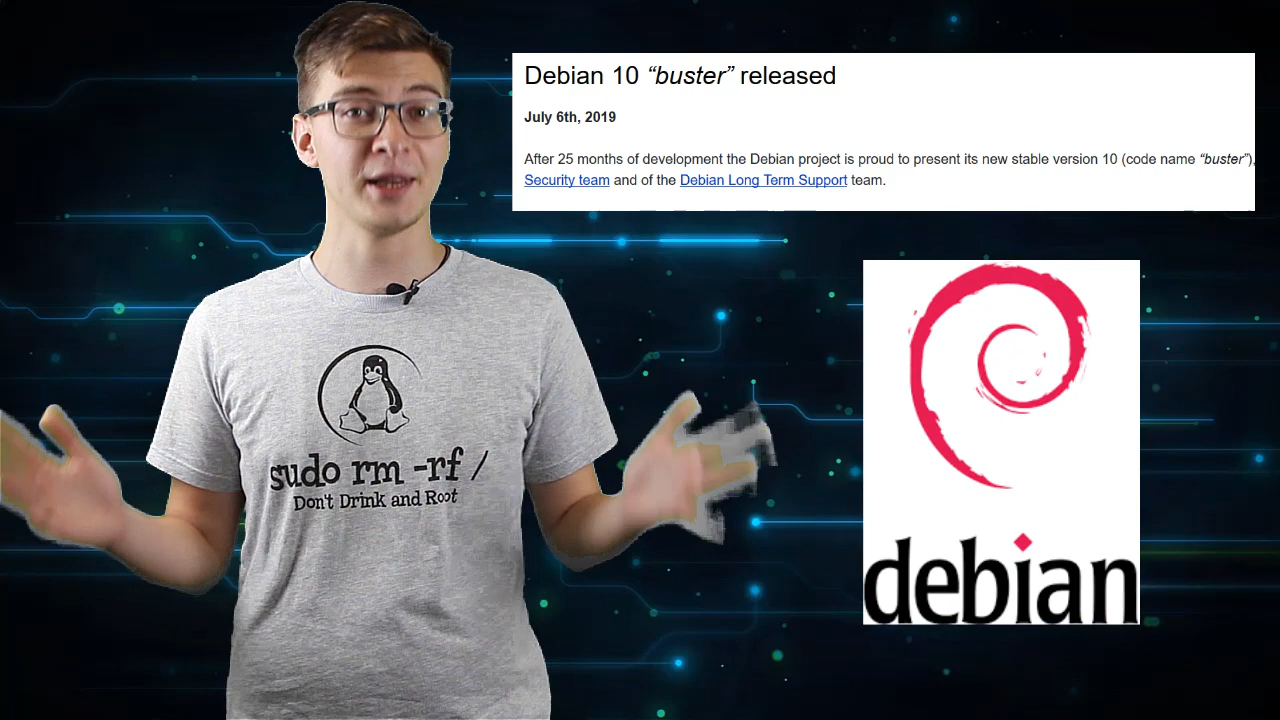 Debian 10 “buster” released
July 6th, 2019
After 25 months of development the Debian project is proud to present its new stable version 10 (code name “buster”),
Security team and of the Debian Long Term Support team.
sudo rm -rf /
Don't Drink and Root
debian